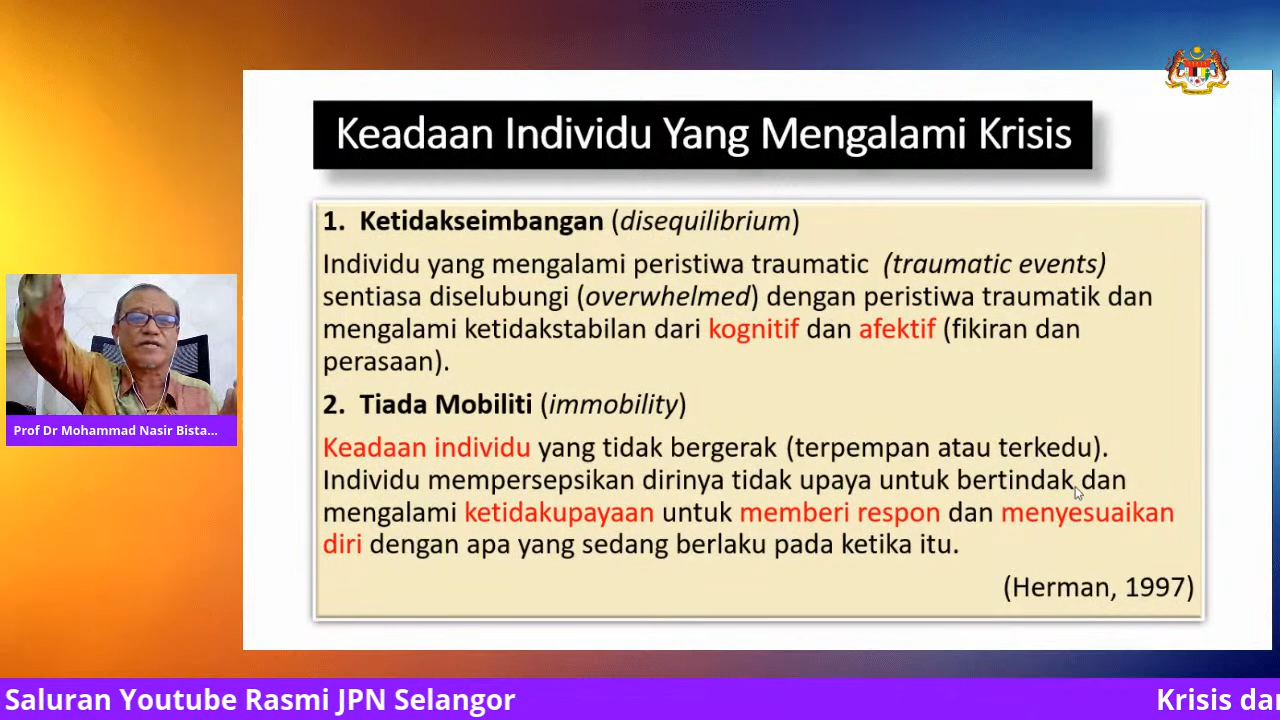 Keadaan Individu Yang Mengalami Krisis
1. Ketidakseimbangan (disequilibrium)
Individu yang mengalami peristiwa traumatic (traumatic events)
sentiasa diselubungi (overwhelmed) dengan peristiwa traumatik dan
mengalami ketidakstabilan dari kognitif dan afektif (fikiran dan
perasaan).
2. Tiada Mobiliti (immobility)
Keadaan individu yang tidak bergerak (terpempan atau terkedu).
Individu mempersepsikan dirinya tidak upaya untuk bertindak dan
mengalami ketidakupayaan untuk memberi respon dan menyesuaikan
diri dengan apa yang sedang berlaku pada ketika itu.
(Herman, 1997)
Prof Dr Mohammad Nasir Bista...
Saluran Youtube Rasmi JPN Selangor
Krisis dar